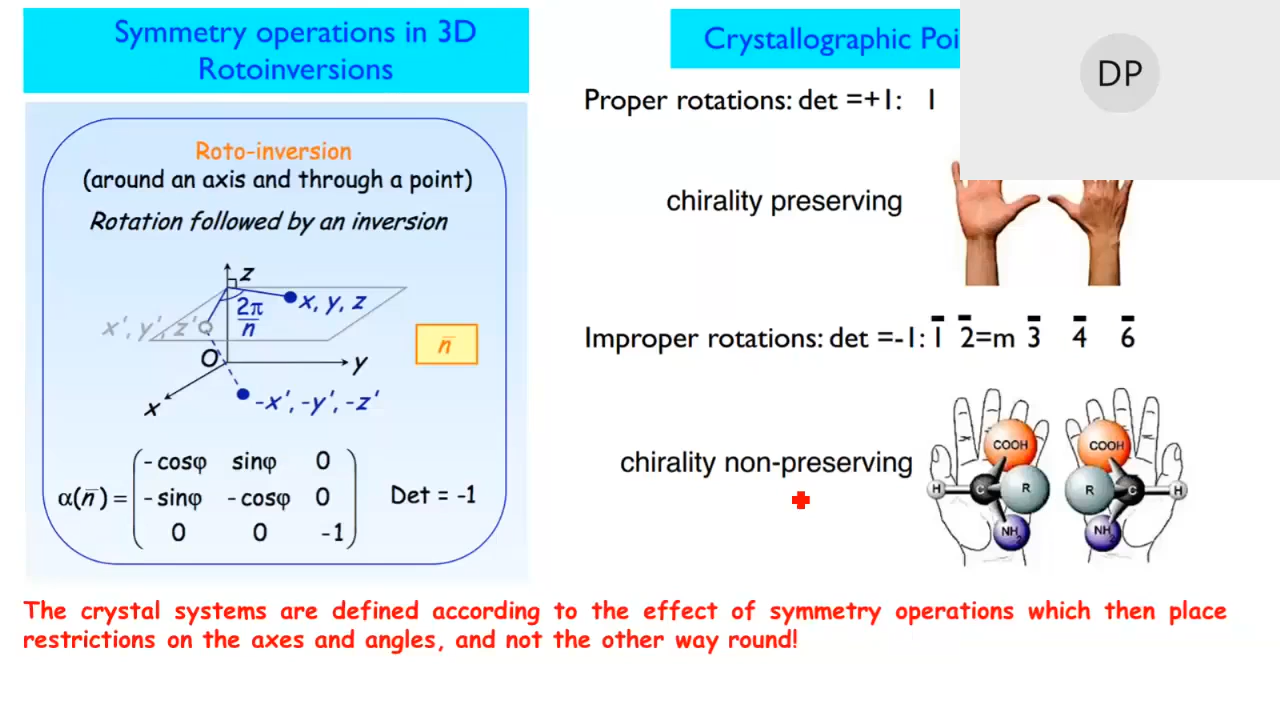 Symmetry operations in 3D
Rotoinversions
Roto-inversion
(around an axis and through a point)
Rotation followed by an inversion
z
2π
n
x, y, z
x', y', z'
n̄
O
y
-x', -y', -z'
x
α(n̄) =
-cosφ sinφ 0
-sinφ -cosφ 0
0 0 -1
Det = -1
Crystallographic Poi
DP
Proper rotations: det =+1: 1
chirality preserving
Improper rotations: det =-1: 1̄ 2̄=m 3̄ 4̄ 6̄
chirality non-preserving
COOH COOH
H C R R C H
NH2 NH2
The crystal systems are defined according to the effect of symmetry operations which then place
restrictions on the axes and angles, and not the other way round!